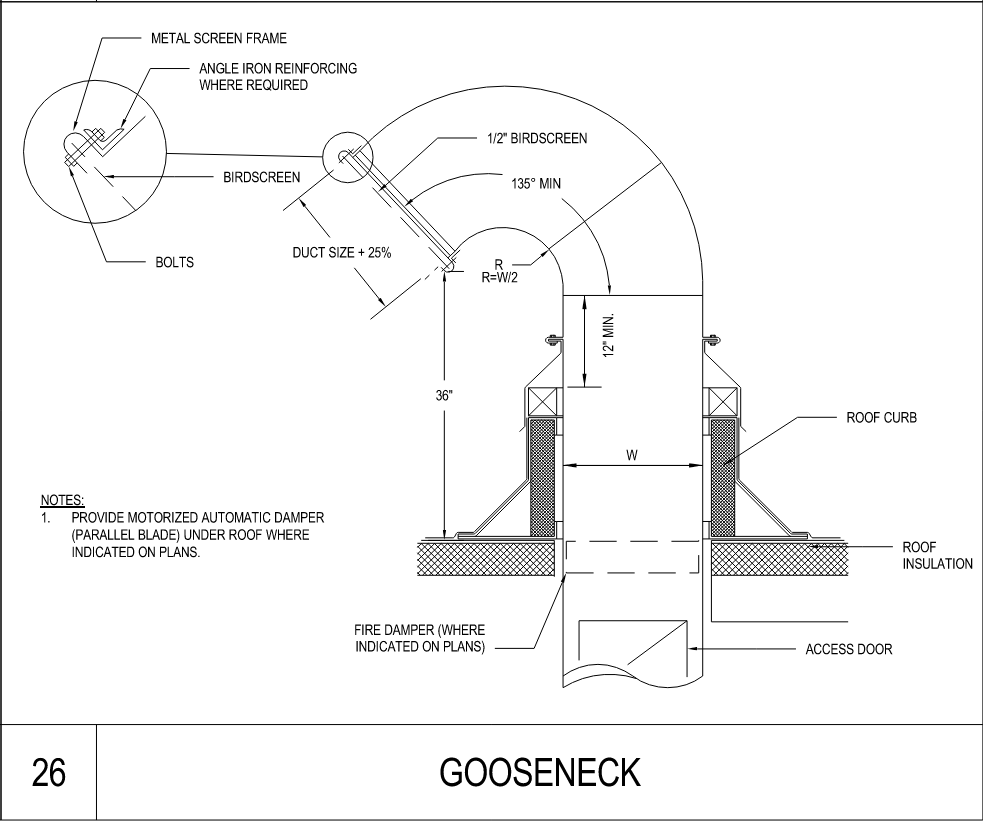 METAL SCREEN FRAME
ANGLE IRON REINFORCING
WHERE REQUIRED
1/2" BIRDSCREEN
BIRDSCREEN
135° MIN
DUCT SIZE + 25%
BOLTS
R
R=W/2
12" MIN.
36"
ROOF CURB
W
NOTES:
1. PROVIDE MOTORIZED AUTOMATIC DAMPER
(PARALLEL BLADE) UNDER ROOF WHERE
INDICATED ON PLANS.
ROOF
INSULATION
FIRE DAMPER (WHERE
INDICATED ON PLANS)
ACCESS DOOR
26
GOOSENECK